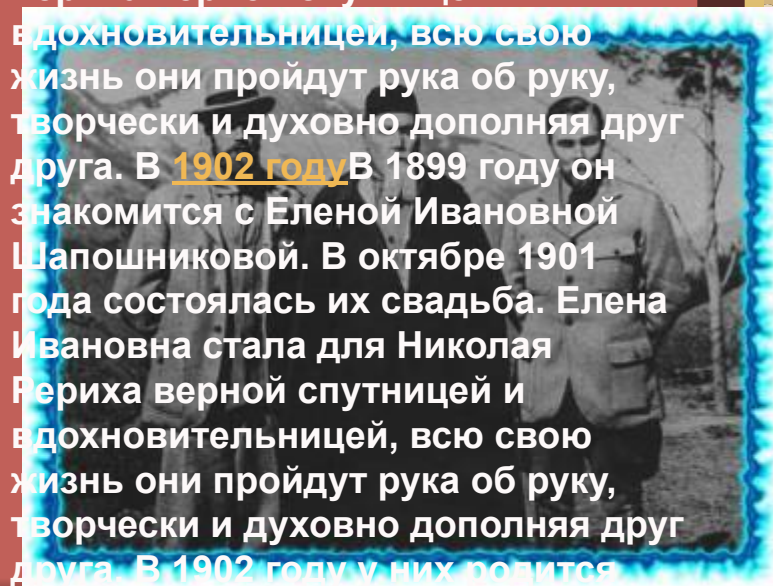 вдохновительницей, всю свою
жизнь они пройдут рука об руку,
творчески и духовно дополняя друг
друга. В 1902 годуВ 1899 году он
знакомится с Еленой Ивановной
Шапошниковой. В октябре 1901
года состоялась их свадьба. Елена
Ивановна стала для Николая
Рериха верной спутницей и
вдохновительницей, всю свою
жизнь они пройдут рука об руку,
творчески и духовно дополняя друг
друга. В 1902 году у них родится